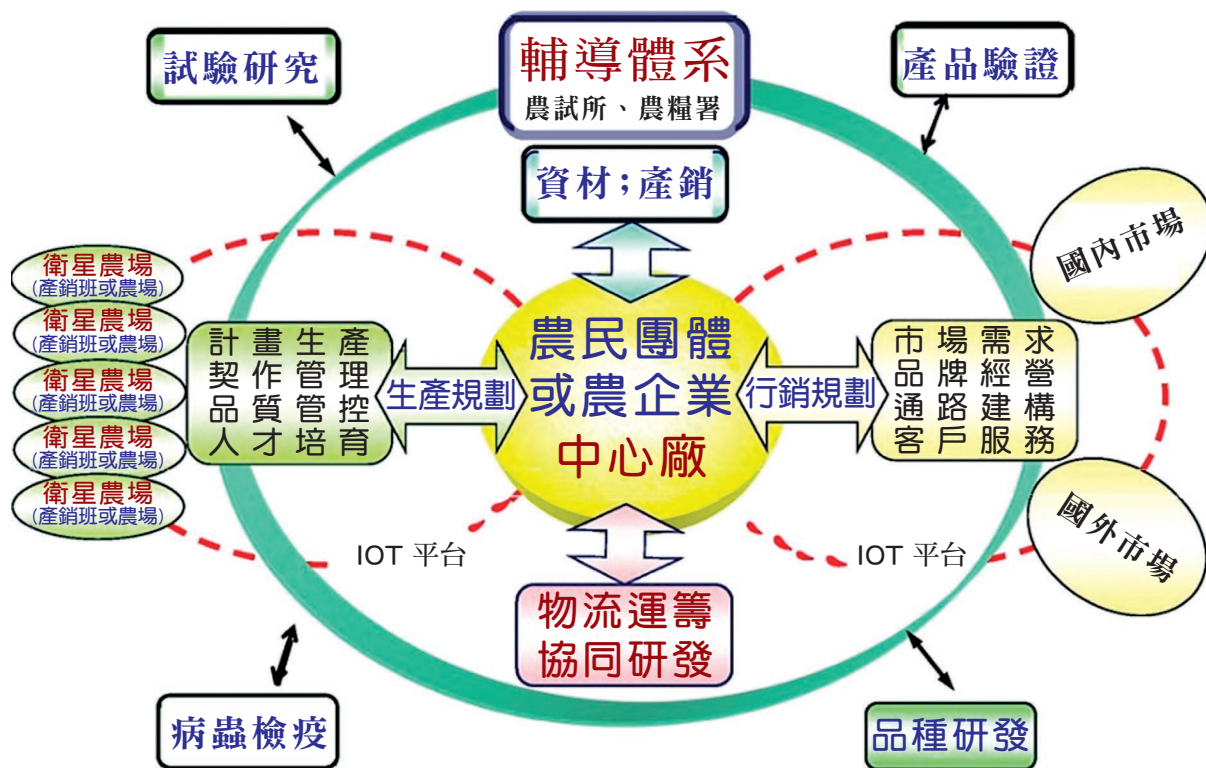 試驗研究
輔導體系
農試所、農糧署
產品驗證
資材;產銷
國內市場
衛星農場
(產銷班或農場)
衛星農場
(產銷班或農場)
衛星農場
(產銷班或農場)
衛星農場
(產銷班或農場)
衛星農場
(產銷班或農場)
計畫生產
契作管理
品質管控
人才培育
生產規劃
農民團體
或農企業
中心廠
行銷規劃
市場需求
品牌經營
通路建構
客戶服務
國外市場
IOT 平台
IOT 平台
物流運籌
協同研發
病蟲檢疫
品種研發